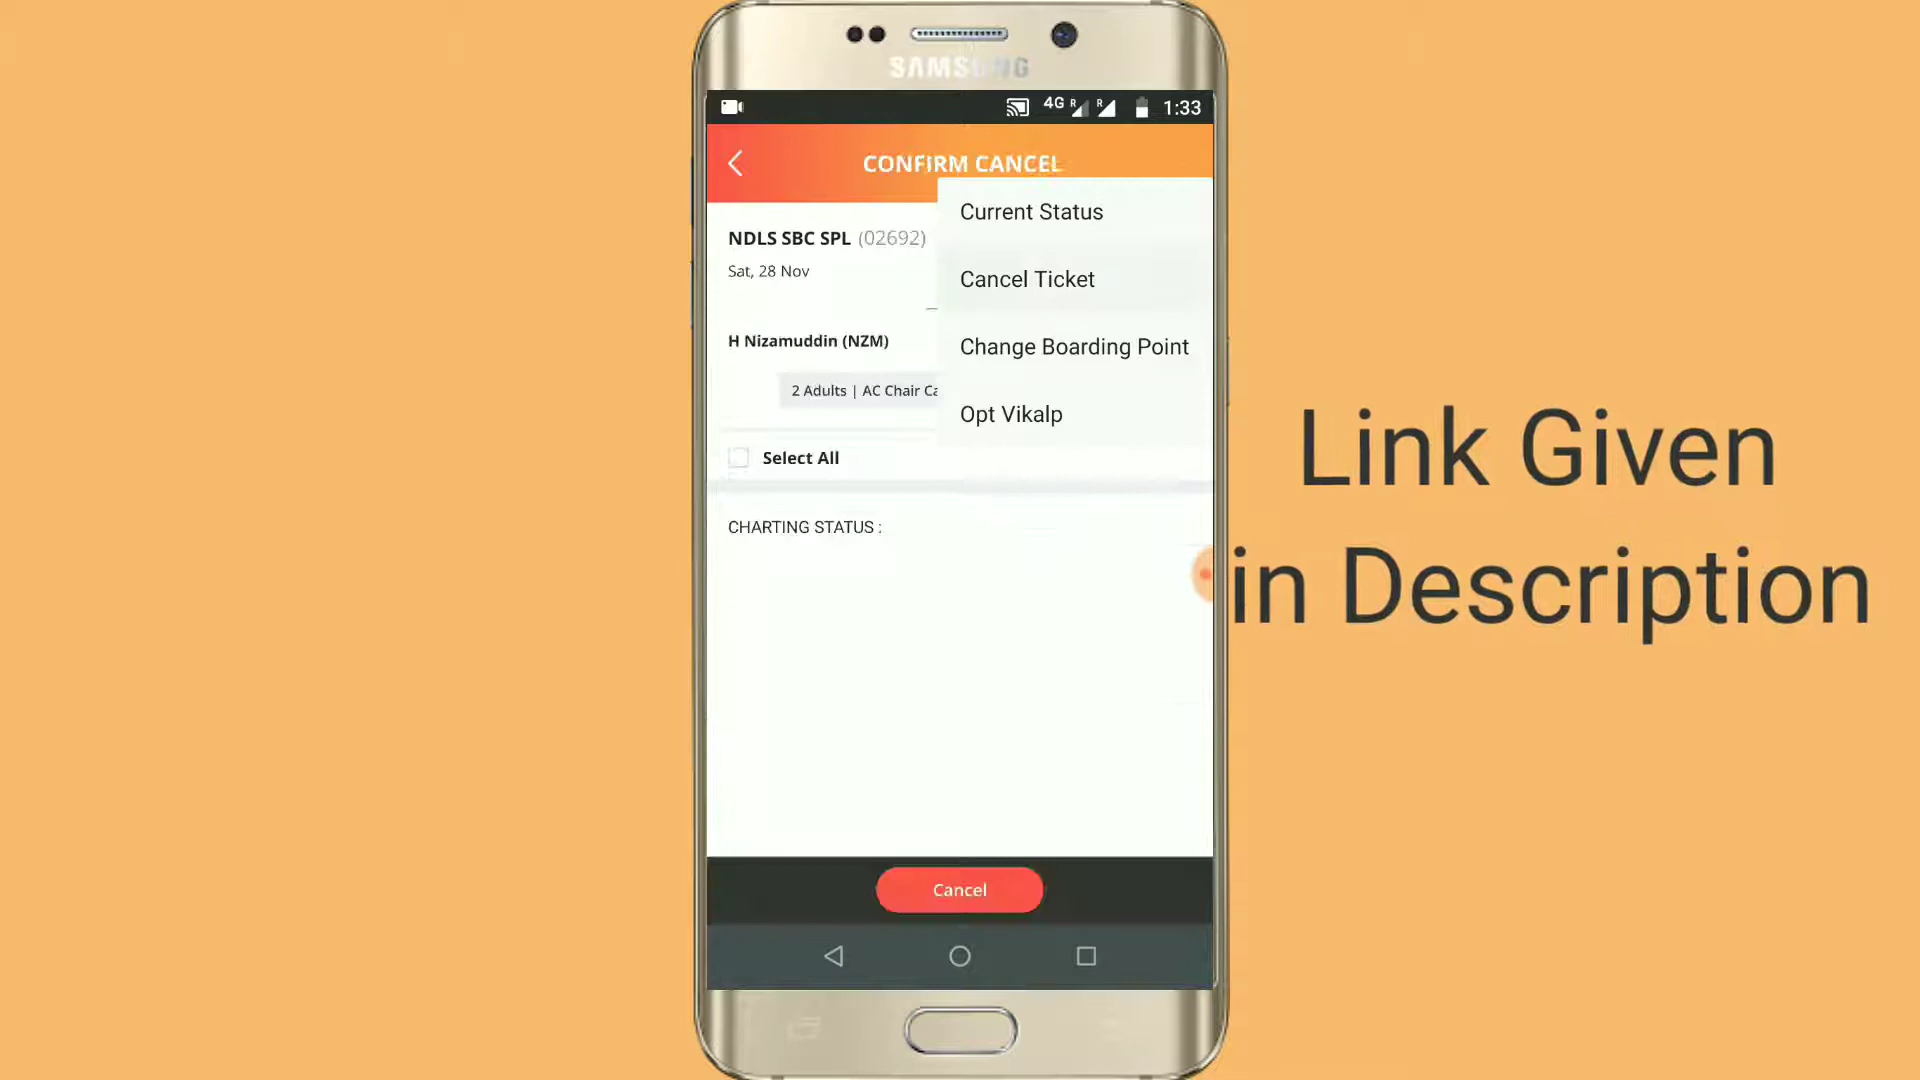 SAMSUNG
4G R R 1:33
CONFIRM CANCEL
Current Status
NDLS SBC SPL (02692)
Sat, 28 Nov
Cancel Ticket
H Nizamuddin (NZM)
Change Boarding Point
2 Adults | AC Chair Ca
Opt Vikalp
Select All
CHARTING STATUS :
Cancel
Link Given
in Description